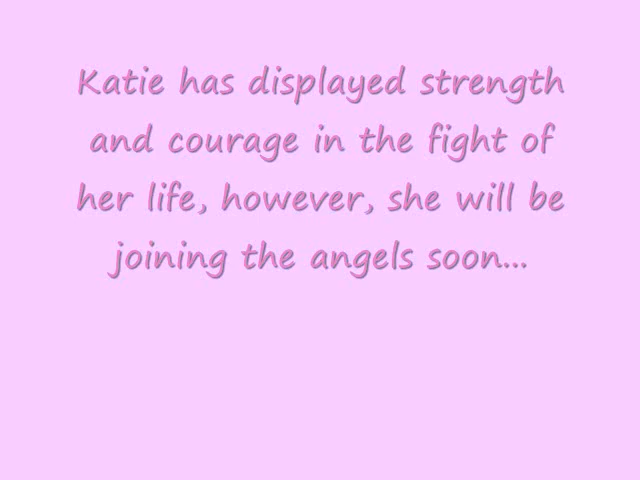 Katie has displayed strength
and courage in the fight of
her life, however, she will be
joining the angels soon...